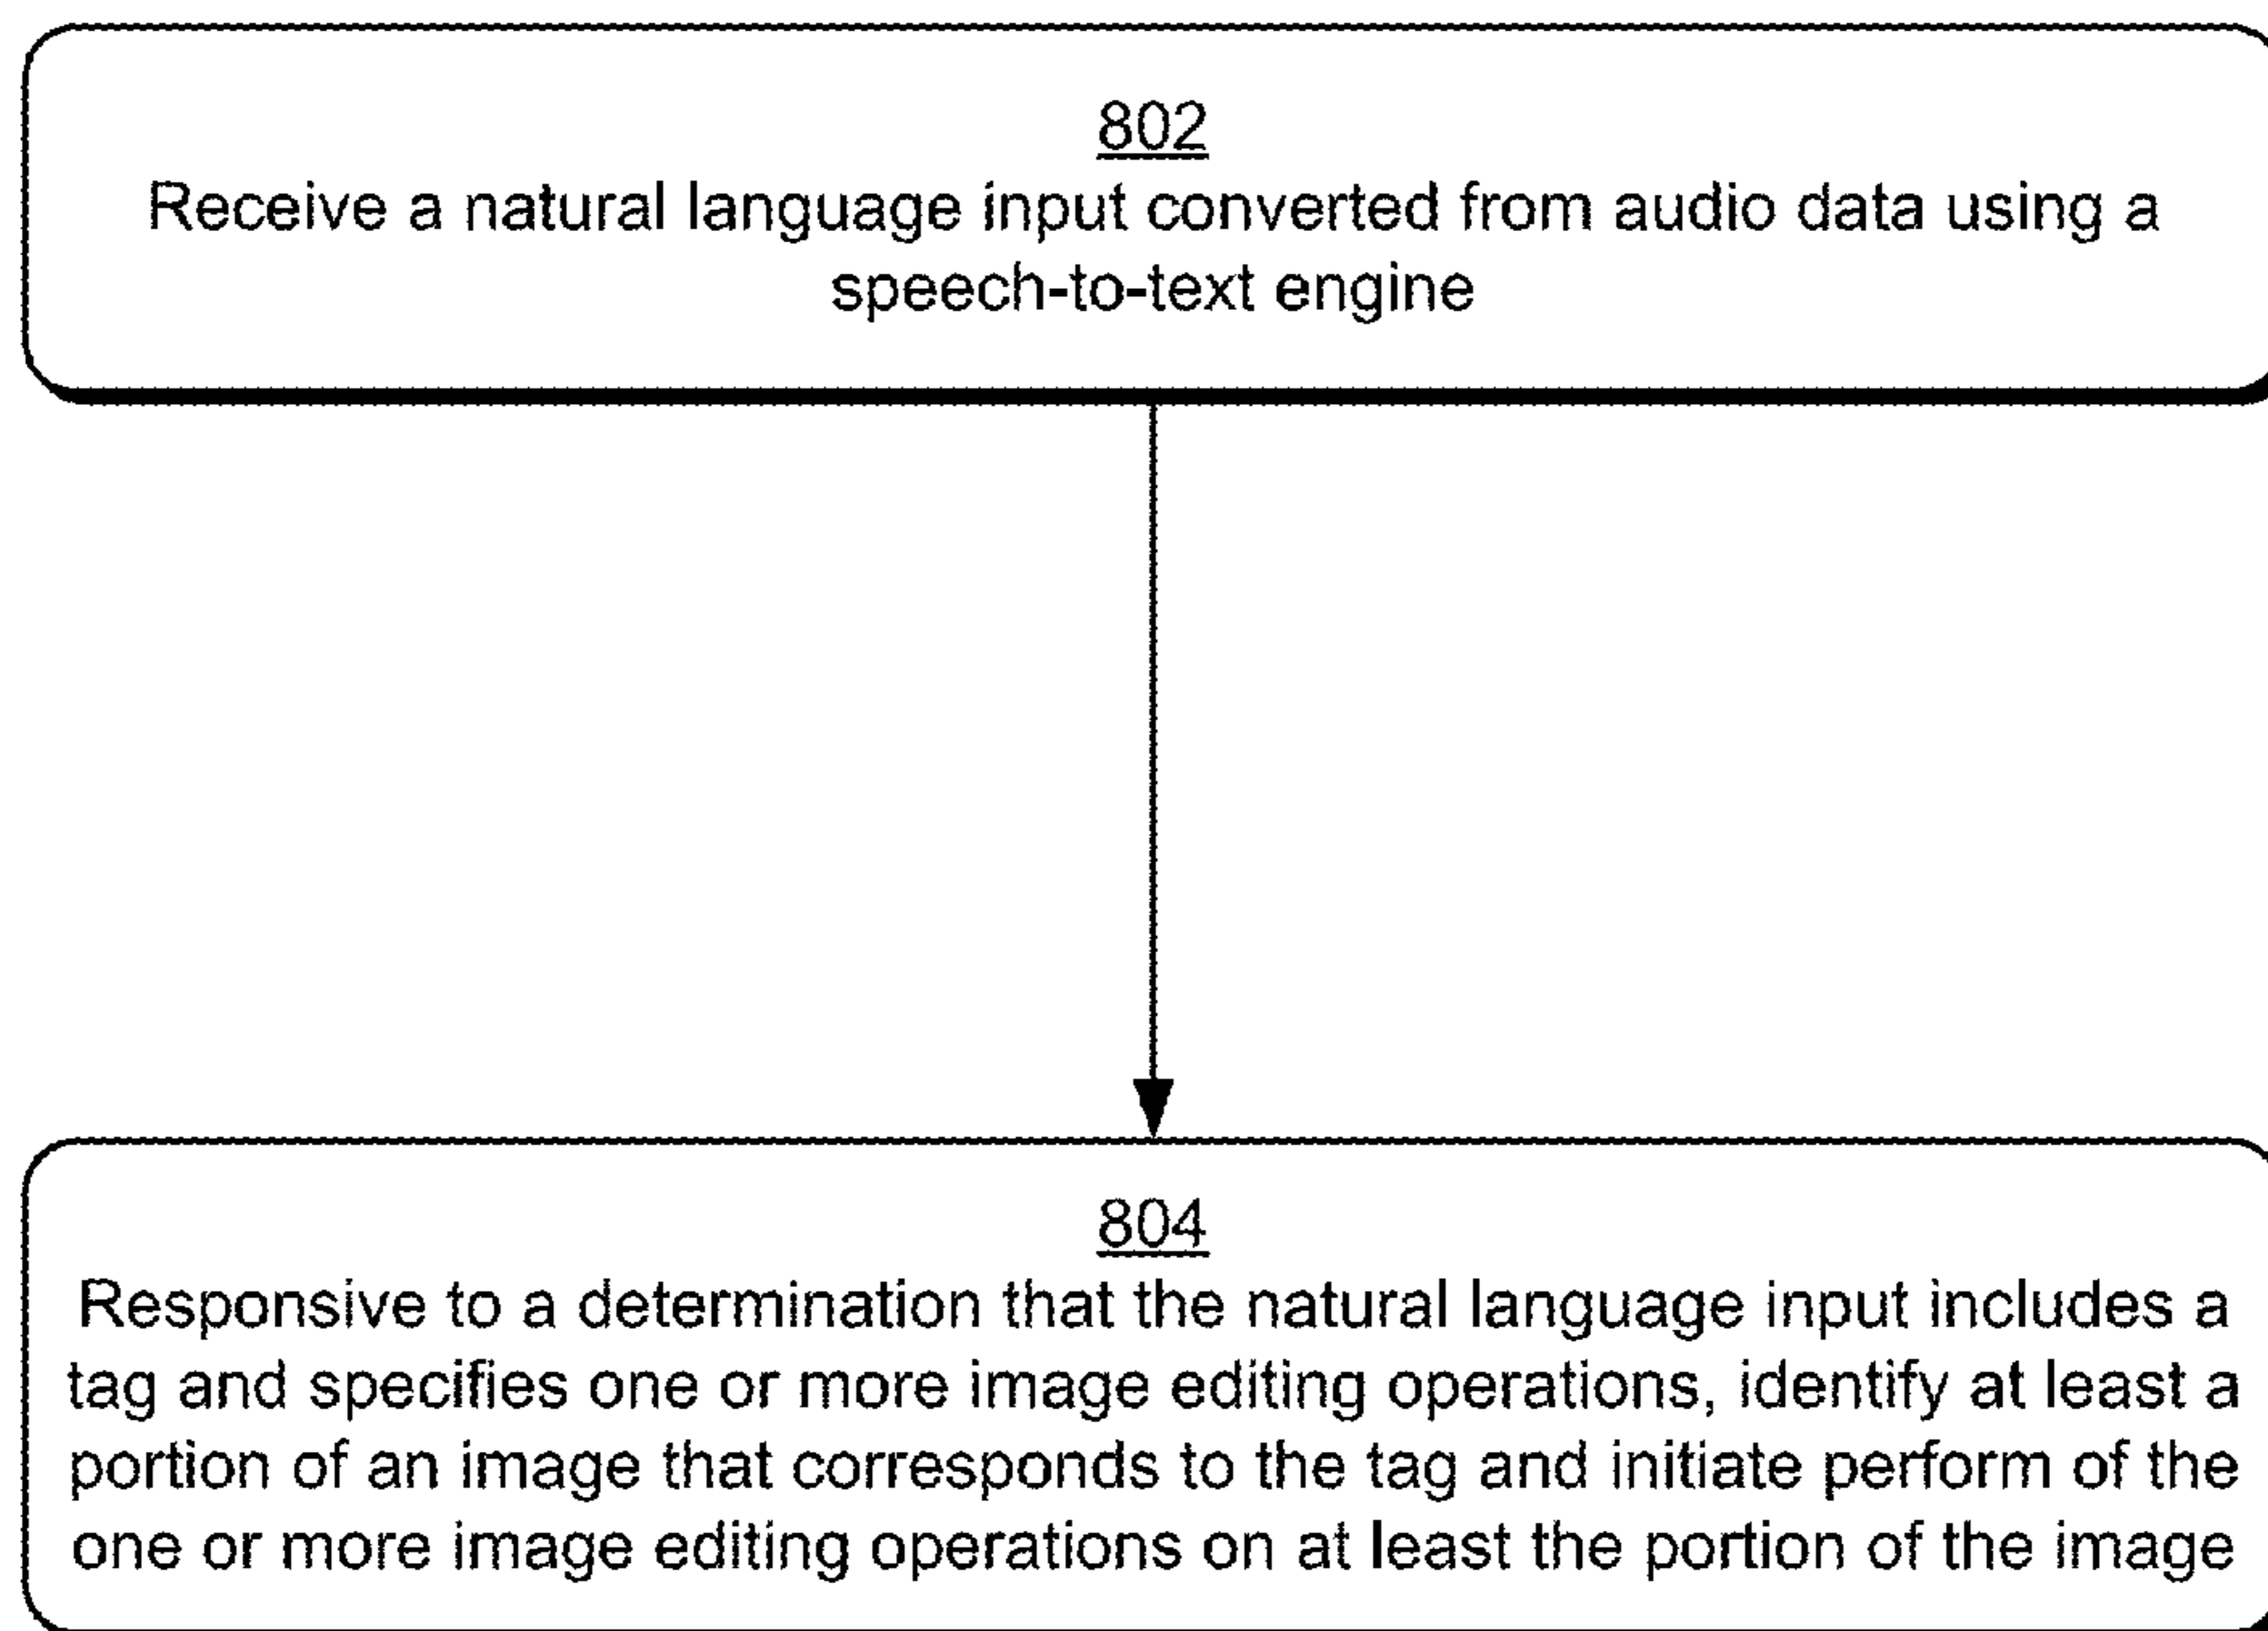 802
Receive a natural language input converted from audio data using a
speech-to-text engine
804
Responsive to a determination that the natural language input includes a
tag and specifies one or more image editing operations, identify at least a
portion of an image that corresponds to the tag and initiate perform of the
one or more image editing operations on at least the portion of the image